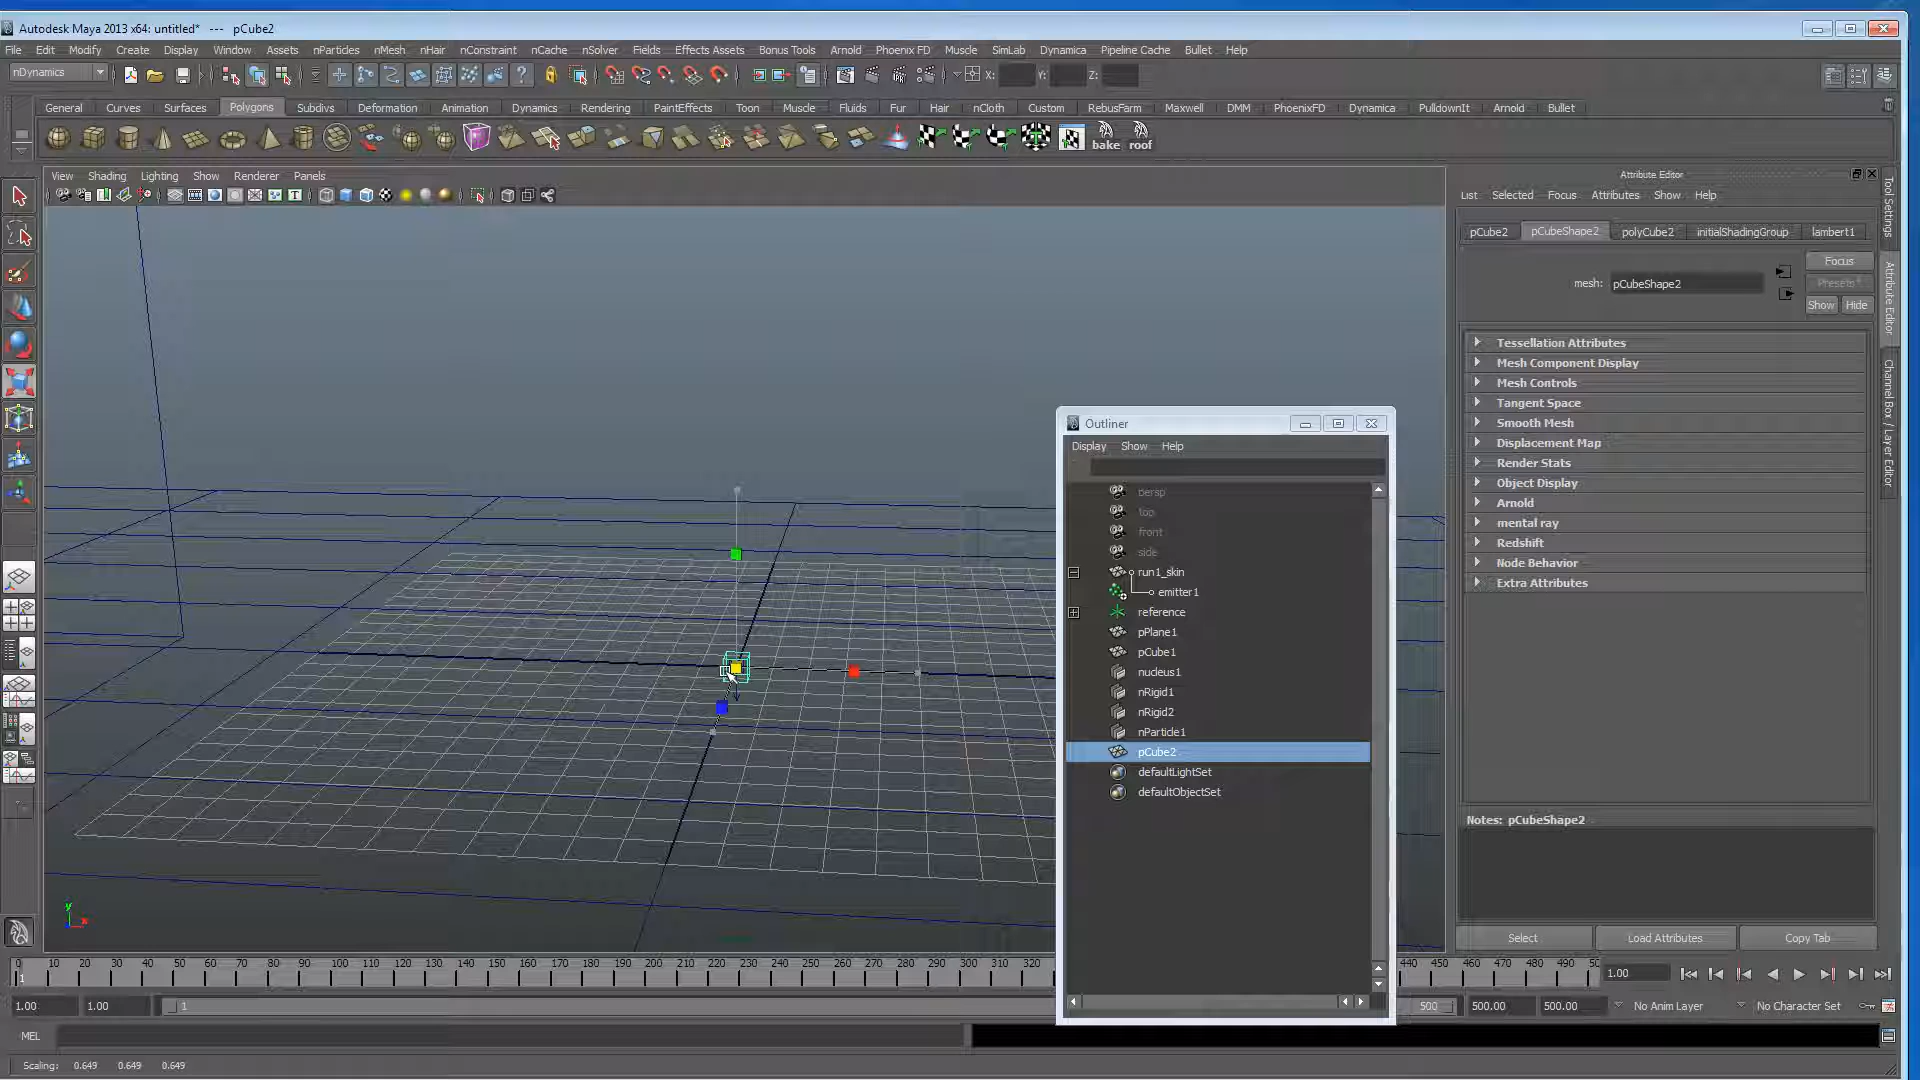 Autodesk Maya 2013 x64: untitled*   ---   pCube2
File Edit Modify Create Display Window Assets nParticles nMesh nHair nConstraint nCache nSolver Fields Effects Assets Bonus Tools Arnold Phoenix FD Muscle SimLab Dynamica Pipeline Cache Bullet Help
nDynamics X: Y: Z:
General Curves Surfaces Polygons Subdivs Deformation Animation Dynamics Rendering PaintEffects Toon Muscle Fluids Fur Hair nCloth Custom RebusFarm Maxwell DMM PhoenixFD Dynamica PulldownIt Arnold Bullet
bake roof
View Shading Lighting Show Renderer Panels
Attribute Editor
List Selected Focus Attributes Show Help
pCube2 pCubeShape2 polyCube2 initialShadingGroup lambert1
mesh: pCubeShape2
Focus
Presets*
Show Hide
Tessellation Attributes
Mesh Component Display
Mesh Controls
Tangent Space
Smooth Mesh
Displacement Map
Render Stats
Object Display
Arnold
mental ray
Redshift
Node Behavior
Extra Attributes
Notes: pCubeShape2
Select Load Attributes Copy Tab
Tool Settings
Attribute Editor
Channel Box / Layer Editor
Outliner
Display Show Help
persp
top
front
side
run1_skin
emitter1
reference
pPlane1
pCube1
nucleus1
nRigid1
nRigid2
nParticle1
pCube2
defaultLightSet
defaultObjectSet
y
x
0 10 20 30 40 50 60 70 80 90 100 110 120 130 140 150 160 170 180 190 200 210 220 230 240 250 260 270 280 290 300 310 320 440 450 460 470 480 490 50
1 1.00
1.00 1.00 1 500 500.00 500.00 No Anim Layer No Character Set
MEL
Scaling: 0.649 0.649 0.649